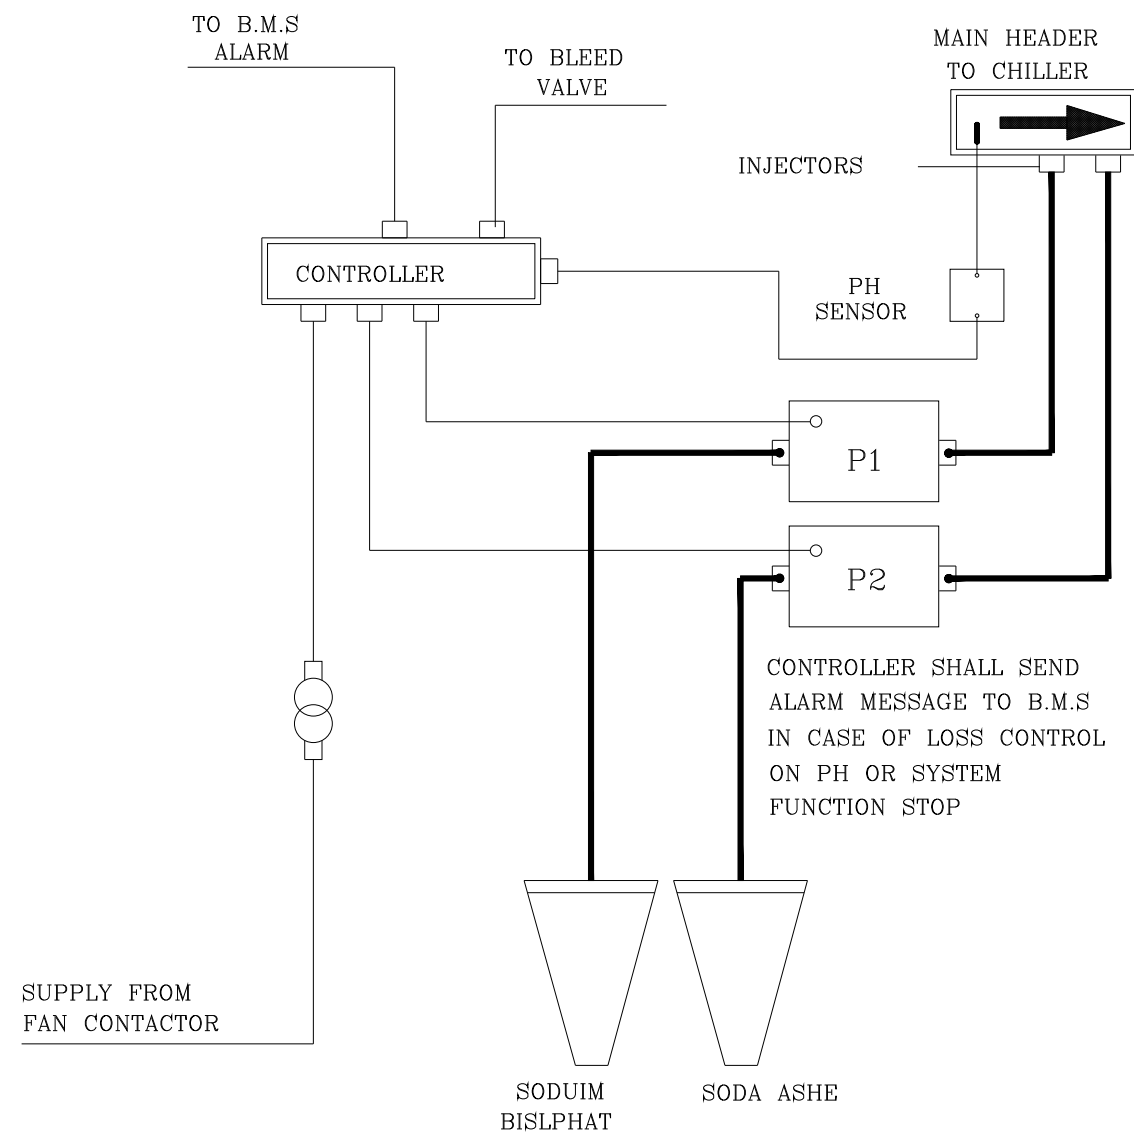 TO B.M.S
ALARM
TO BLEED
VALVE
MAIN HEADER
TO CHILLER
INJECTORS
CONTROLLER
PH
SENSOR
P1
P2
CONTROLLER SHALL SEND
ALARM MESSAGE TO B.M.S
IN CASE OF LOSS CONTROL
ON PH OR SYSTEM
FUNCTION STOP
SUPPLY FROM
FAN CONTACTOR
SODUIM
BISLPHAT
SODA ASHE